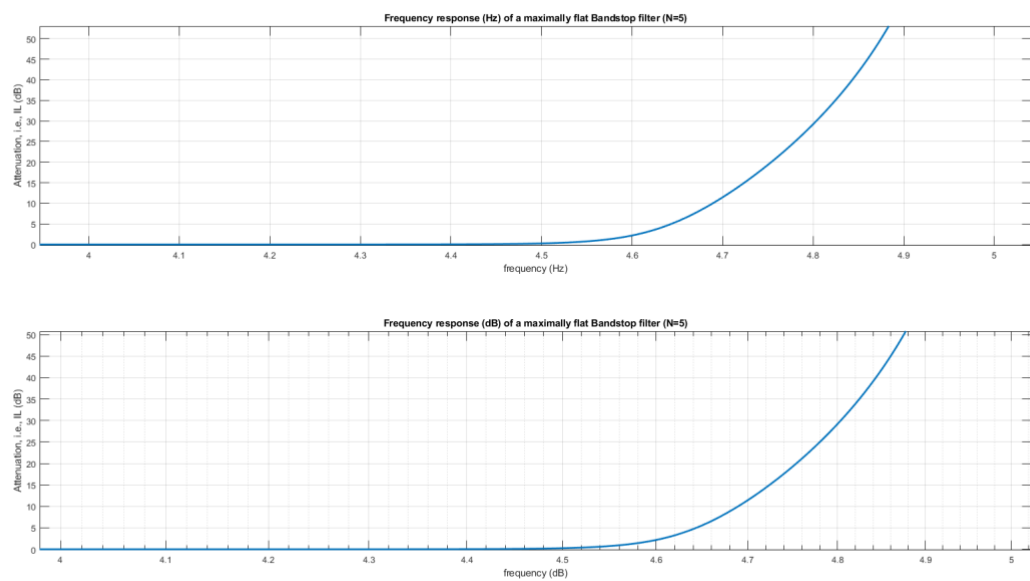 Frequency response (Hz) of a maximally flat Bandstop filter (N=5)
50
45
40
35
30
25
20
15
10
5
0
Attenuation, i.e., IL (dB)
4 4.1 4.2 4.3 4.4 4.5 4.6 4.7 4.8 4.9 5
frequency (Hz)
Frequency response (dB) of a maximally flat Bandstop filter (N=5)
50
45
40
35
30
25
20
15
10
5
0
Attenuation, i.e., IL (dB)
4 4.1 4.2 4.3 4.4 4.5 4.6 4.7 4.8 4.9 5
frequency (dB)